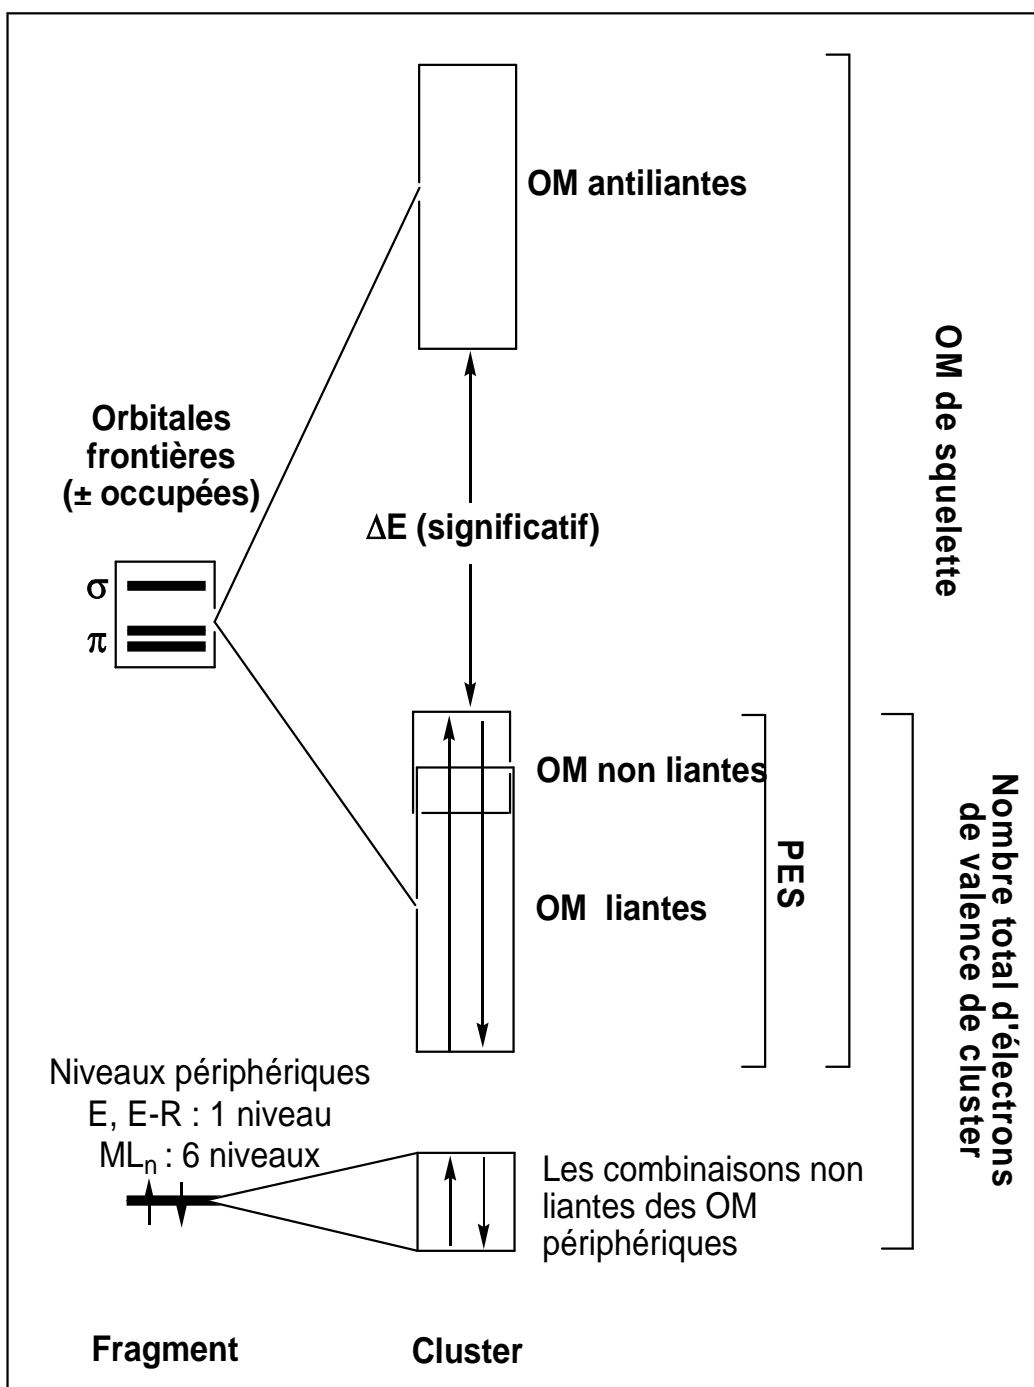 OM antiliantes
Orbitales
frontières
(± occupées)
ΔE (significatif)
σ
π
OM non liantes
OM liantes
PES
OM de squelette
Nombre total d'électrons
de valence de cluster
Niveaux périphériques
E, E-R : 1 niveau
MLn : 6 niveaux
Les combinaisons non
liantes des OM
périphériques
Fragment
Cluster